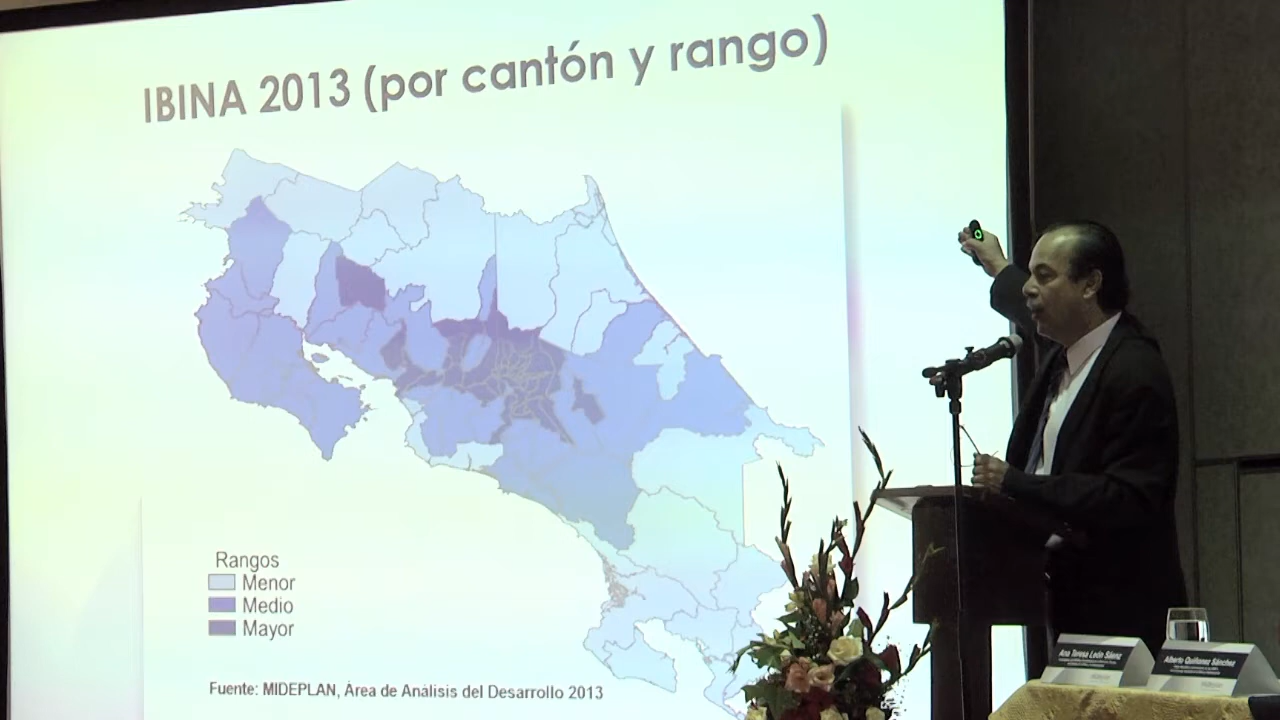 IBINA 2013 (por cantón y rango)
Rangos
Menor
Medio
Mayor
Fuente: MIDEPLAN, Área de Análisis del Desarrollo 2013
Ana Teresa León Sáenz
Alberto Quiñonez Sánchez